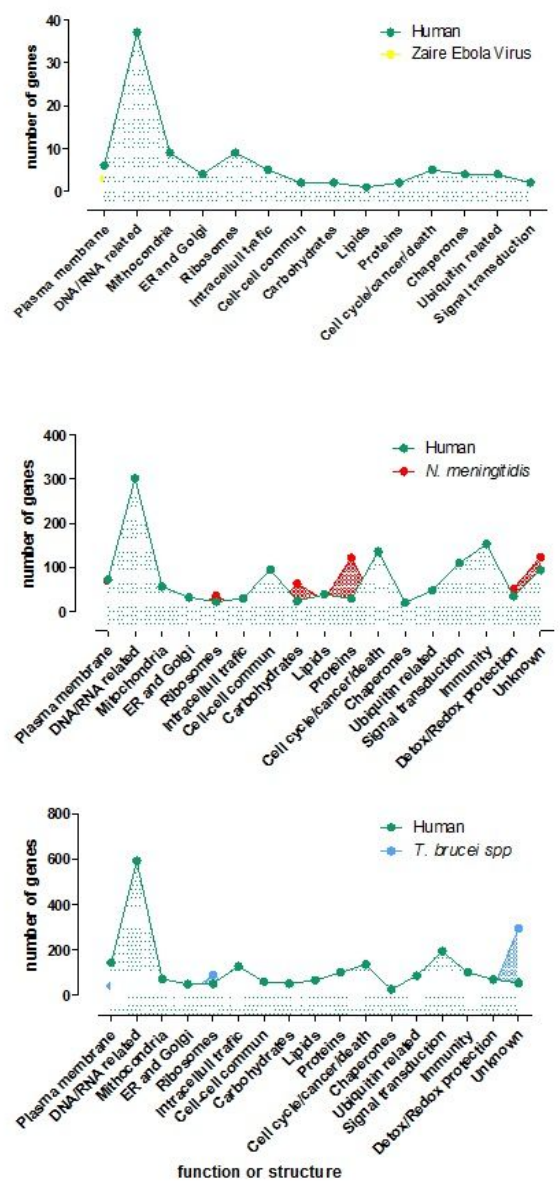 40
30
20
10
0
number of genes
Human
Zaire Ebola Virus
Plasma membrane
DNA/RNA related
Mithocondria
ER and Golgi
Ribosomes
Intracellull trafic
Cell-cell commun
Carbohydrates
Lipids
Proteins
Cell cycle/cancer/death
Chaperones
Ubiquitin related
Signal transduction
400
300
200
100
0
number of genes
Human
N. meningitidis
Plasma membrane
DNA/RNA related
Mitochondria
ER and Golgi
Ribosomes
Intracellull trafic
Cell-cell commun
Carbohydrates
Lipids
Proteins
Cell cycle/cancer/death
Chaperones
Ubiquitin related
Signal transduction
Immunity
Detox/Redox protection
Unknown
800
600
400
200
0
number of genes
Human
T. brucei spp
Plasma membrane
DNA/RNA related
Mithocondria
ER and Golgi
Ribosomes
Intracellull trafic
Cell-cell commun
Carbohydrates
Lipids
Proteins
Cell cycle/cancer/death
Chaperones
Ubiquitin related
Signal transduction
Immunity
Detox/Redox protection
Unknown
function or structure